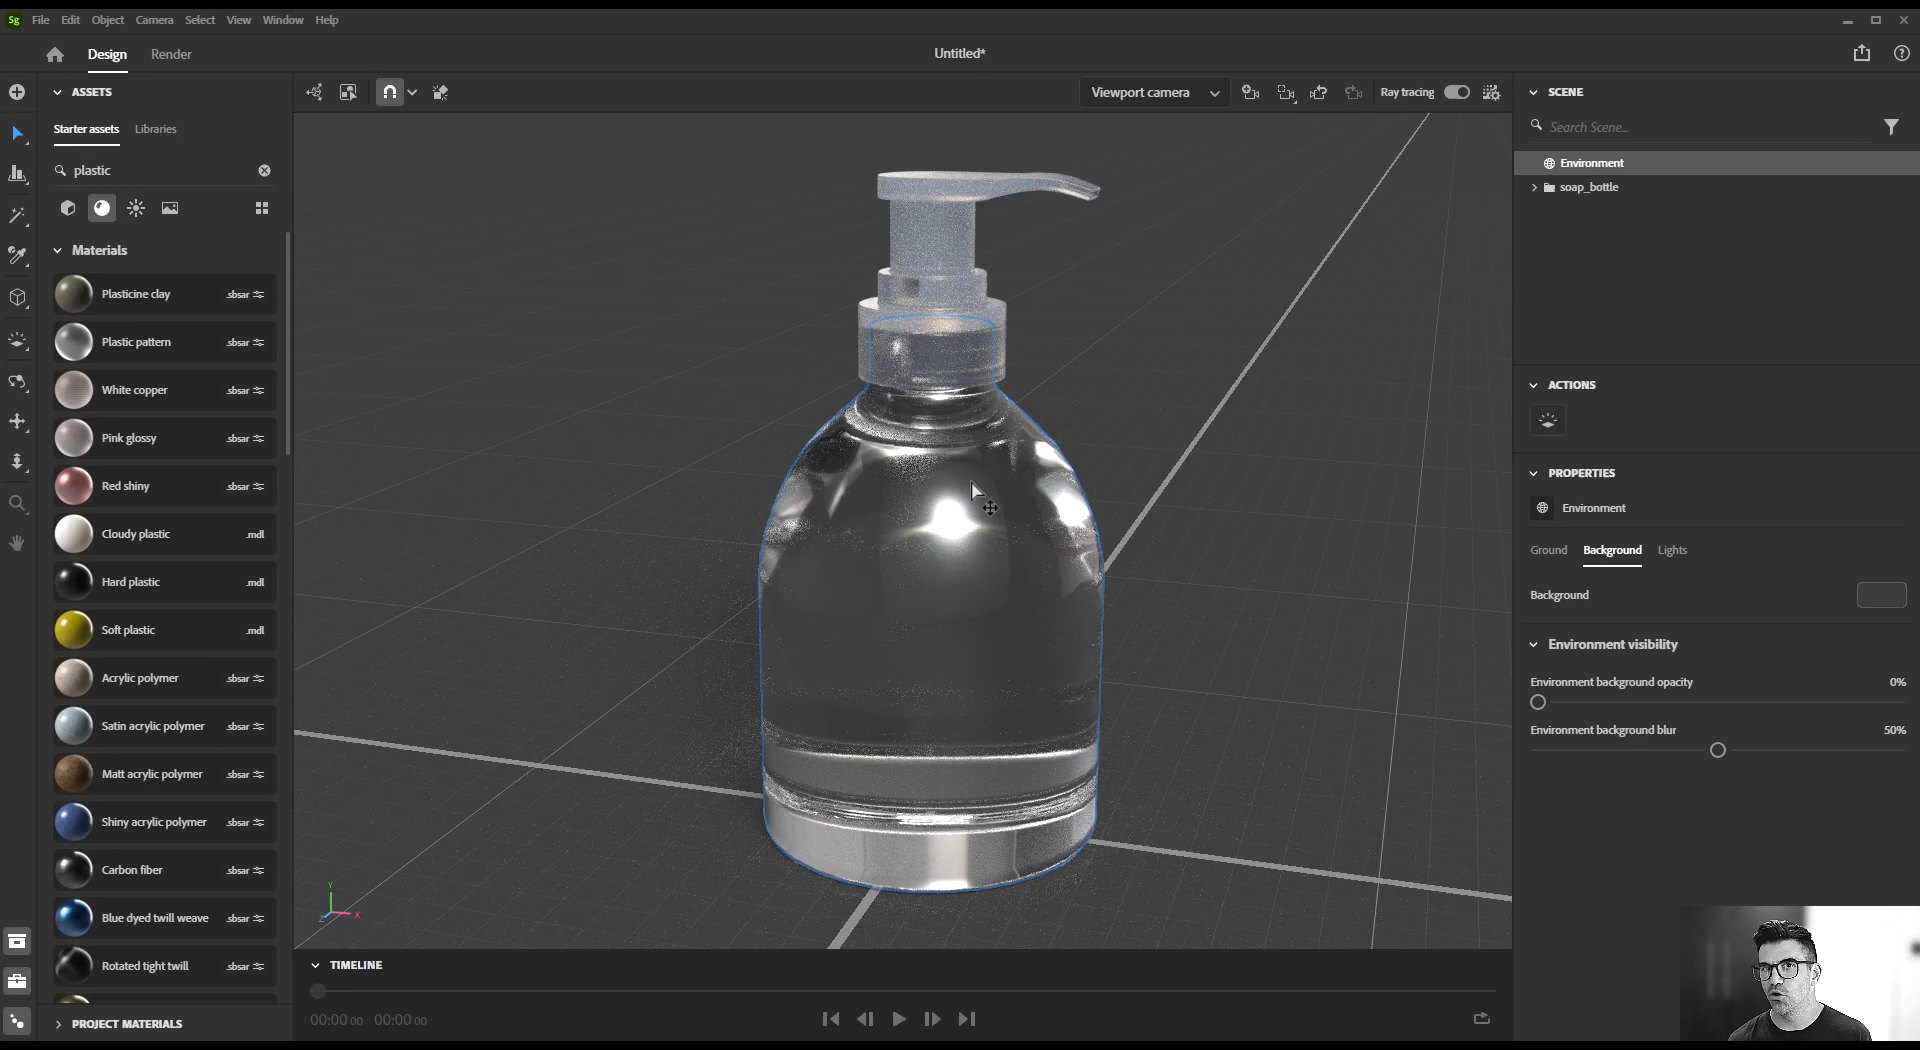 Sg File Edit Object Camera Select View Window Help
Design Render Untitled*
ASSETS
Starter assets Libraries
plastic
Materials
Plasticine clay .sbsar
Plastic pattern .sbsar
White copper .sbsar
Pink glossy .sbsar
Red shiny .sbsar
Cloudy plastic .mdl
Hard plastic .mdl
Soft plastic .mdl
Acrylic polymer .sbsar
Satin acrylic polymer .sbsar
Matt acrylic polymer .sbsar
Shiny acrylic polymer .sbsar
Carbon fiber .sbsar
Blue dyed twill weave .sbsar
Rotated tight twill .sbsar
PROJECT MATERIALS
Viewport camera Ray tracing
Y
Z X
TIMELINE
00:00 00 00:00 00
SCENE
Search Scene...
Environment
soap_bottle
ACTIONS
PROPERTIES
Environment
Ground Background Lights
Background
Environment visibility
Environment background opacity 0%
Environment background blur 50%